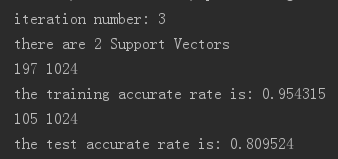 iteration number: 3
there are 2 Support Vectors
197 1024
the training accurate rate is: 0.954315
105 1024
the test accurate rate is: 0.809524